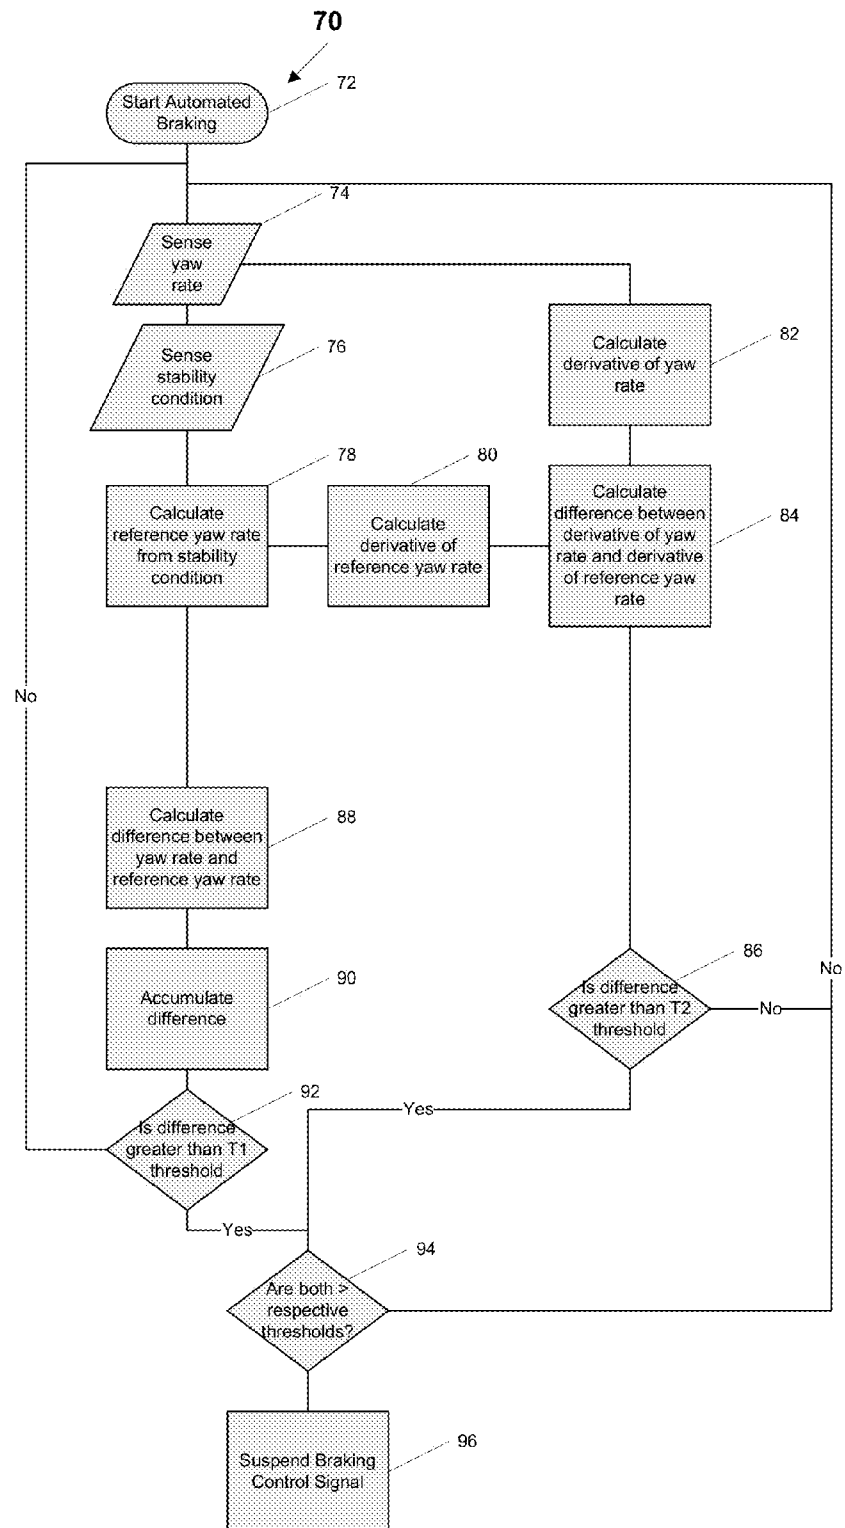 70
72
Start Automated
Braking
74
Sense
yaw
rate
76
Sense
stability
condition
82
Calculate
derivative of yaw
rate
78
80
Calculate
reference yaw rate
from stability
condition
Calculate
derivative of
reference yaw rate
Calculate
difference between
derivative of yaw
rate and derivative
of reference yaw
rate
84
No
88
Calculate
difference between
yaw rate and
reference yaw rate
90
Accumulate
difference
86
Is difference
greater than T2
threshold
No
No
92
Is difference
greater than T1
threshold
Yes
Yes
94
Are both >
respective
thresholds?
96
Suspend Braking
Control Signal